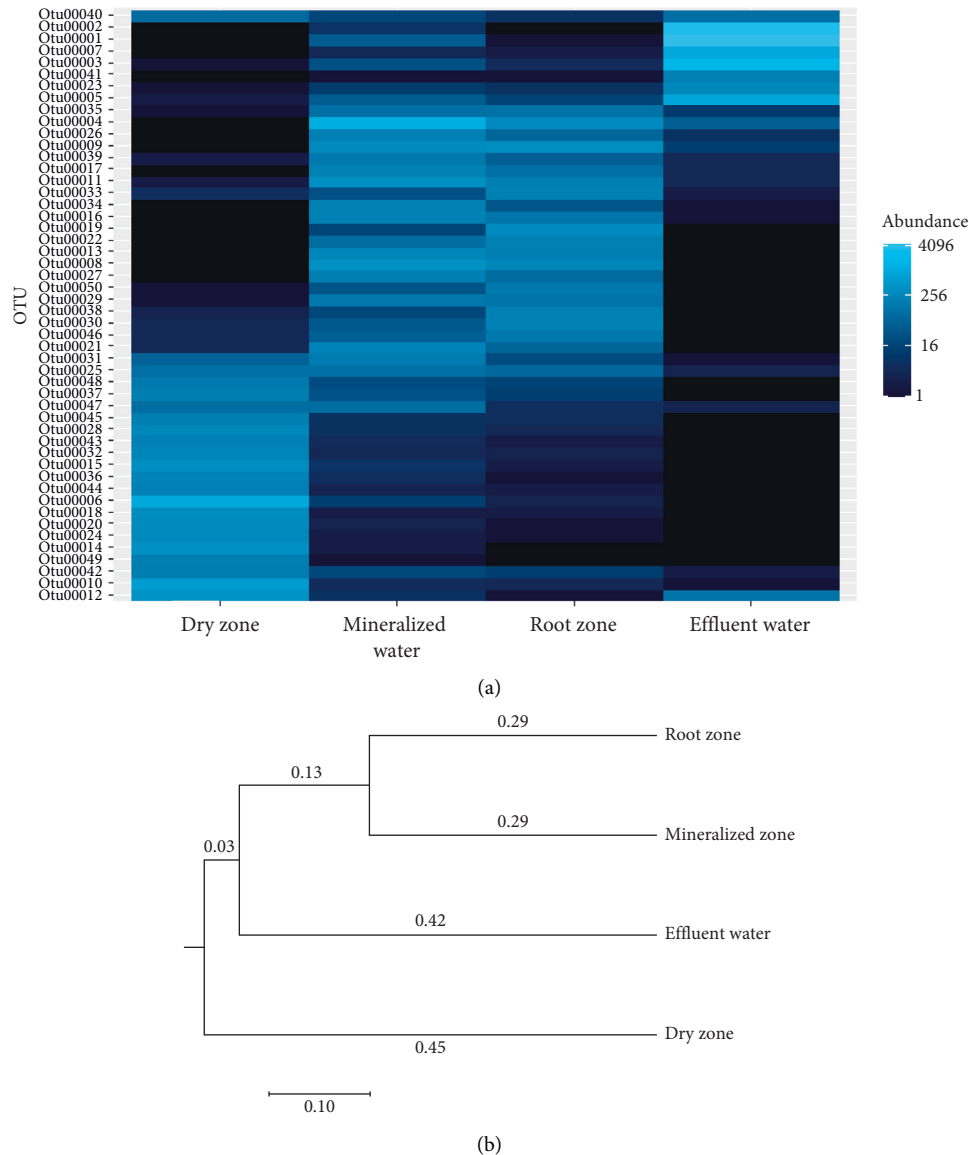 OTU
Otu00040
Otu00002
Otu00001
Otu00007
Otu00003
Otu00041
Otu00023
Otu00005
Otu00035
Otu00004
Otu00026
Otu00009
Otu00039
Otu00017
Otu00011
Otu00033
Otu00034
Otu00016
Otu00019
Otu00022
Otu00013
Otu00008
Otu00027
Otu00050
Otu00029
Otu00038
Otu00030
Otu00046
Otu00021
Otu00031
Otu00025
Otu00048
Otu00037
Otu00047
Otu00045
Otu00028
Otu00043
Otu00032
Otu00015
Otu00036
Otu00044
Otu00006
Otu00018
Otu00020
Otu00024
Otu00014
Otu00049
Otu00042
Otu00010
Otu00012
Dry zone
Mineralized
water
Root zone
Effluent water
Abundance
4096
256
16
1
(a)
0.29
Root zone
0.13
0.29
Mineralized zone
0.03
0.42
Effluent water
Dry zone
0.45
0.10
(b)